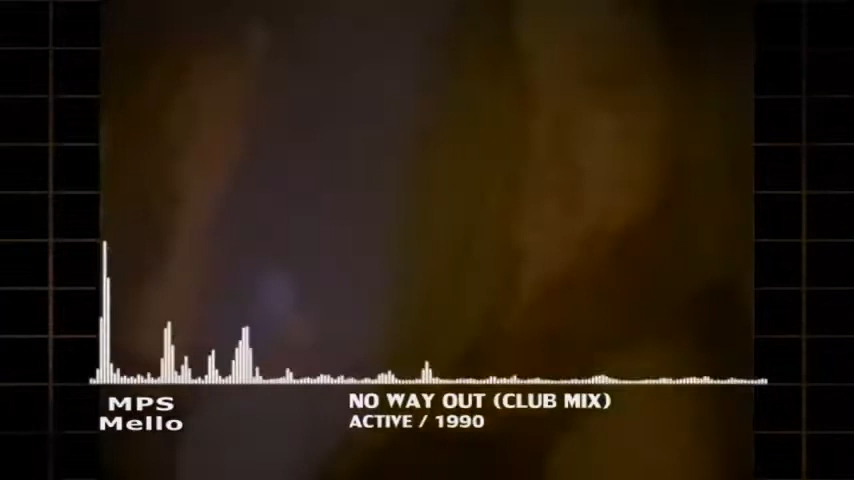 MPS
Mello
NO WAY OUT (CLUB MIX)
ACTIVE / 1990